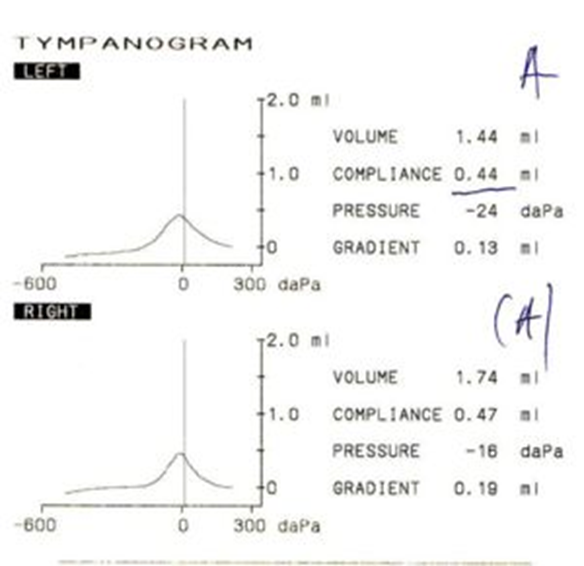 TYMPANOGRAM
LEFT
A
2.0 ml
VOLUME 1.44 ml
1.0
COMPLIANCE 0.44 ml
PRESSURE -24 daPa
0
GRADIENT 0.13 ml
-600 0 300 daPa
RIGHT
(A)
2.0 ml
VOLUME 1.74 ml
1.0
COMPLIANCE 0.47 ml
PRESSURE -16 daPa
0
GRADIENT 0.19 ml
-600 0 300 daPa